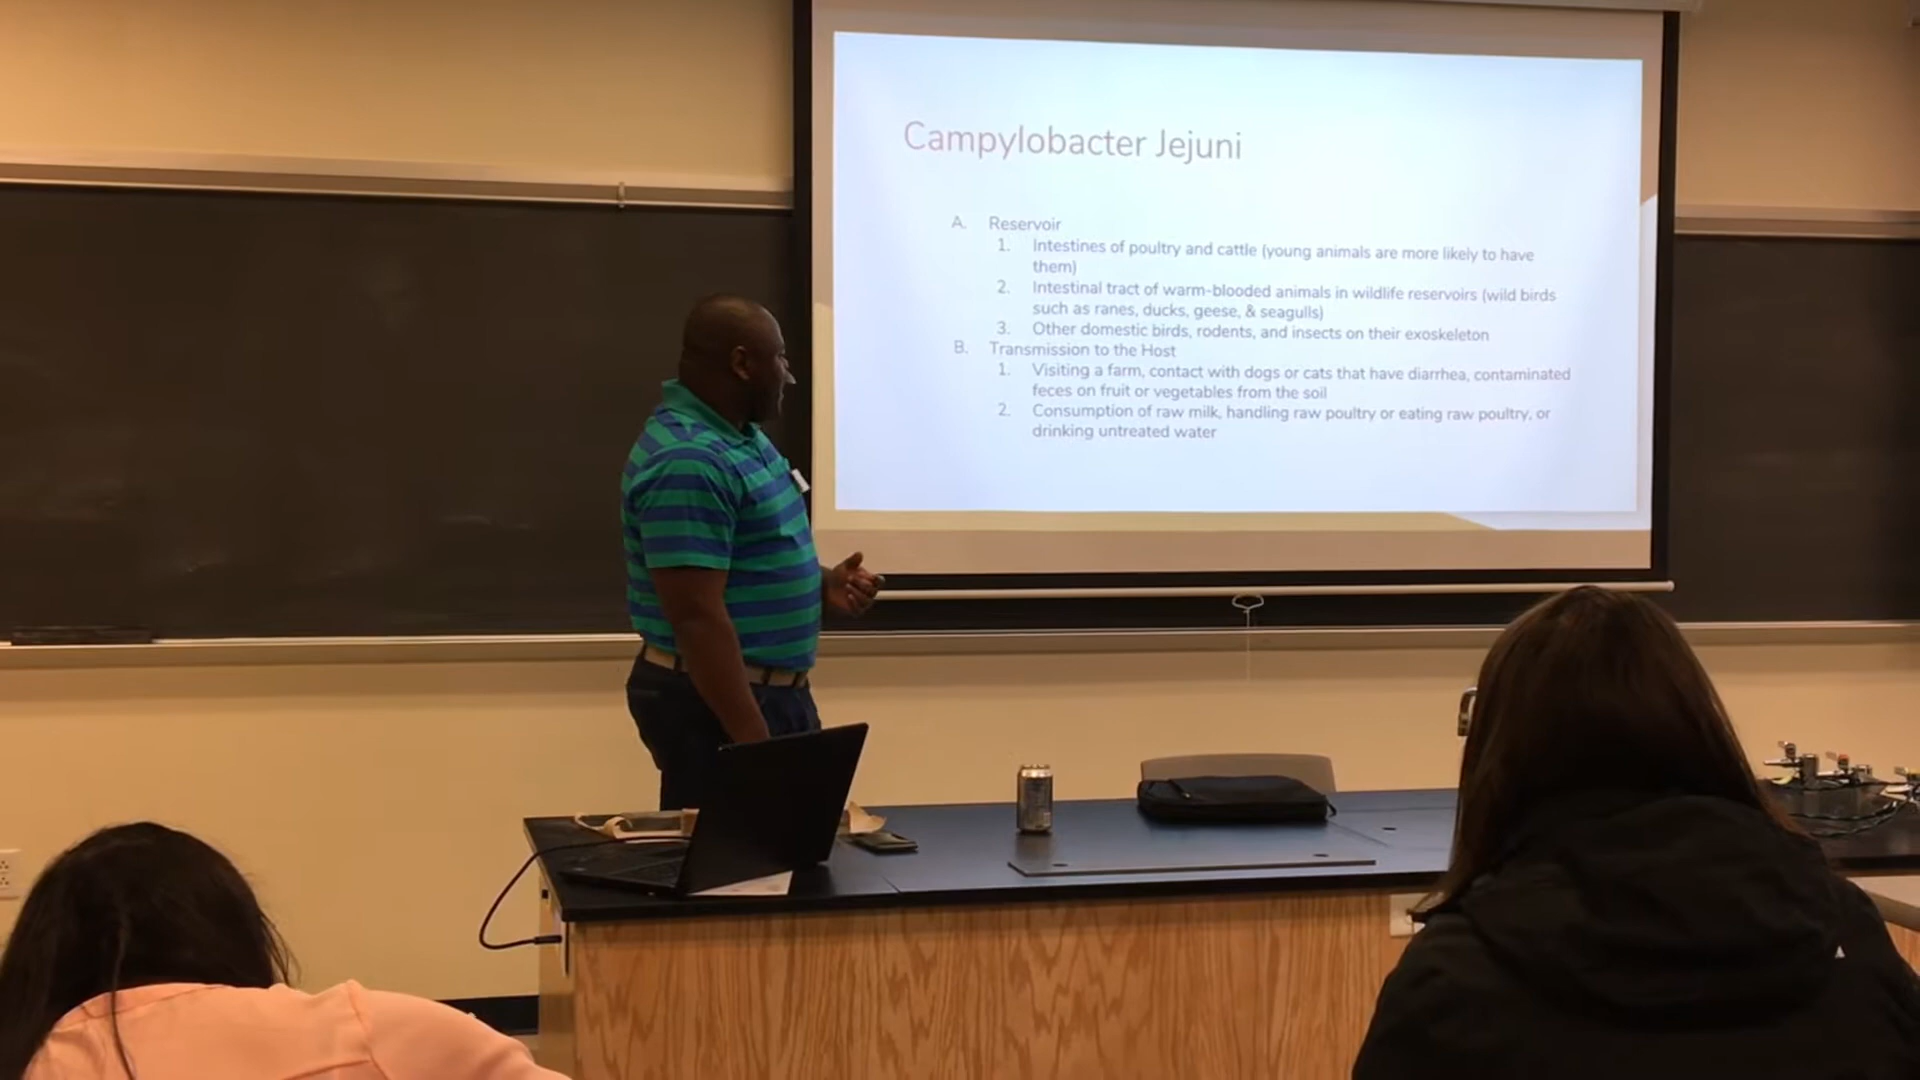 Campylobacter Jejuni
A. Reservoir
1. Intestines of poultry and cattle (young animals are more likely to have
them)
2. Intestinal tract of warm-blooded animals in wildlife reservoirs (wild birds
such as ranes, ducks, geese, & seagulls)
3. Other domestic birds, rodents, and insects on their exoskeleton
B. Transmission to the Host
1. Visiting a farm, contact with dogs or cats that have diarrhea, contaminated
feces on fruit or vegetables from the soil
2. Consumption of raw milk, handling raw poultry or eating raw poultry, or
drinking untreated water